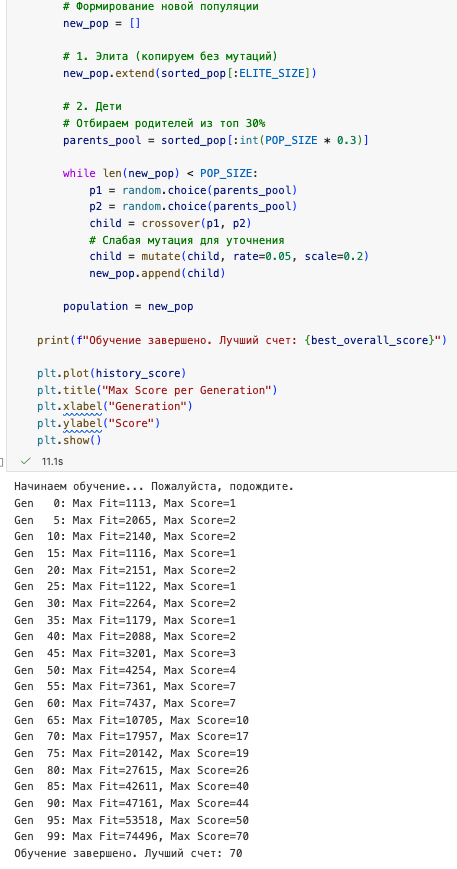 # Формирование новой популяции
new_pop = []
# 1. Элита (копируем без мутаций)
new_pop.extend(sorted_pop[:ELITE_SIZE])
# 2. Дети
# Отбираем родителей из топ 30%
parents_pool = sorted_pop[:int(POP_SIZE * 0.3)]
while len(new_pop) < POP_SIZE:
p1 = random.choice(parents_pool)
p2 = random.choice(parents_pool)
child = crossover(p1, p2)
# Слабая мутация для уточнения
child = mutate(child, rate=0.05, scale=0.2)
new_pop.append(child)
population = new_pop
print(f"Обучение завершено. Лучший счет: {best_overall_score}")
plt.plot(history_score)
plt.title("Max Score per Generation")
plt.xlabel("Generation")
plt.ylabel("Score")
plt.show()
11.1s
Начинаем обучение... Пожалуйста, подождите.
Gen   0: Max Fit=1113, Max Score=1
Gen   5: Max Fit=2065, Max Score=2
Gen  10: Max Fit=2140, Max Score=2
Gen  15: Max Fit=1116, Max Score=1
Gen  20: Max Fit=2151, Max Score=2
Gen  25: Max Fit=1122, Max Score=1
Gen  30: Max Fit=2264, Max Score=2
Gen  35: Max Fit=1179, Max Score=1
Gen  40: Max Fit=2088, Max Score=2
Gen  45: Max Fit=3201, Max Score=3
Gen  50: Max Fit=4254, Max Score=4
Gen  55: Max Fit=7361, Max Score=7
Gen  60: Max Fit=7437, Max Score=7
Gen  65: Max Fit=10705, Max Score=10
Gen  70: Max Fit=17957, Max Score=17
Gen  75: Max Fit=20142, Max Score=19
Gen  80: Max Fit=27615, Max Score=26
Gen  85: Max Fit=42611, Max Score=40
Gen  90: Max Fit=47161, Max Score=44
Gen  95: Max Fit=53518, Max Score=50
Gen  99: Max Fit=74496, Max Score=70
Обучение завершено. Лучший счет: 70